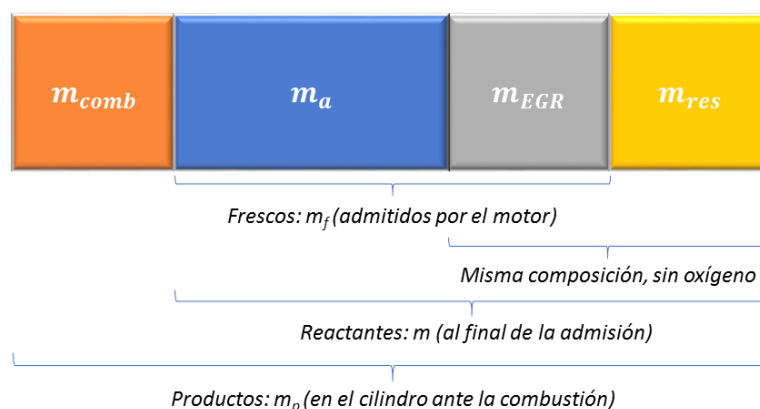 m_comb m_a m_EGR m_res
Frescos: m_f (admitidos por el motor)
Misma composición, sin oxígeno
Reactantes: m (al final de la admisión)
Productos: m_p (en el cilindro ante la combustión)